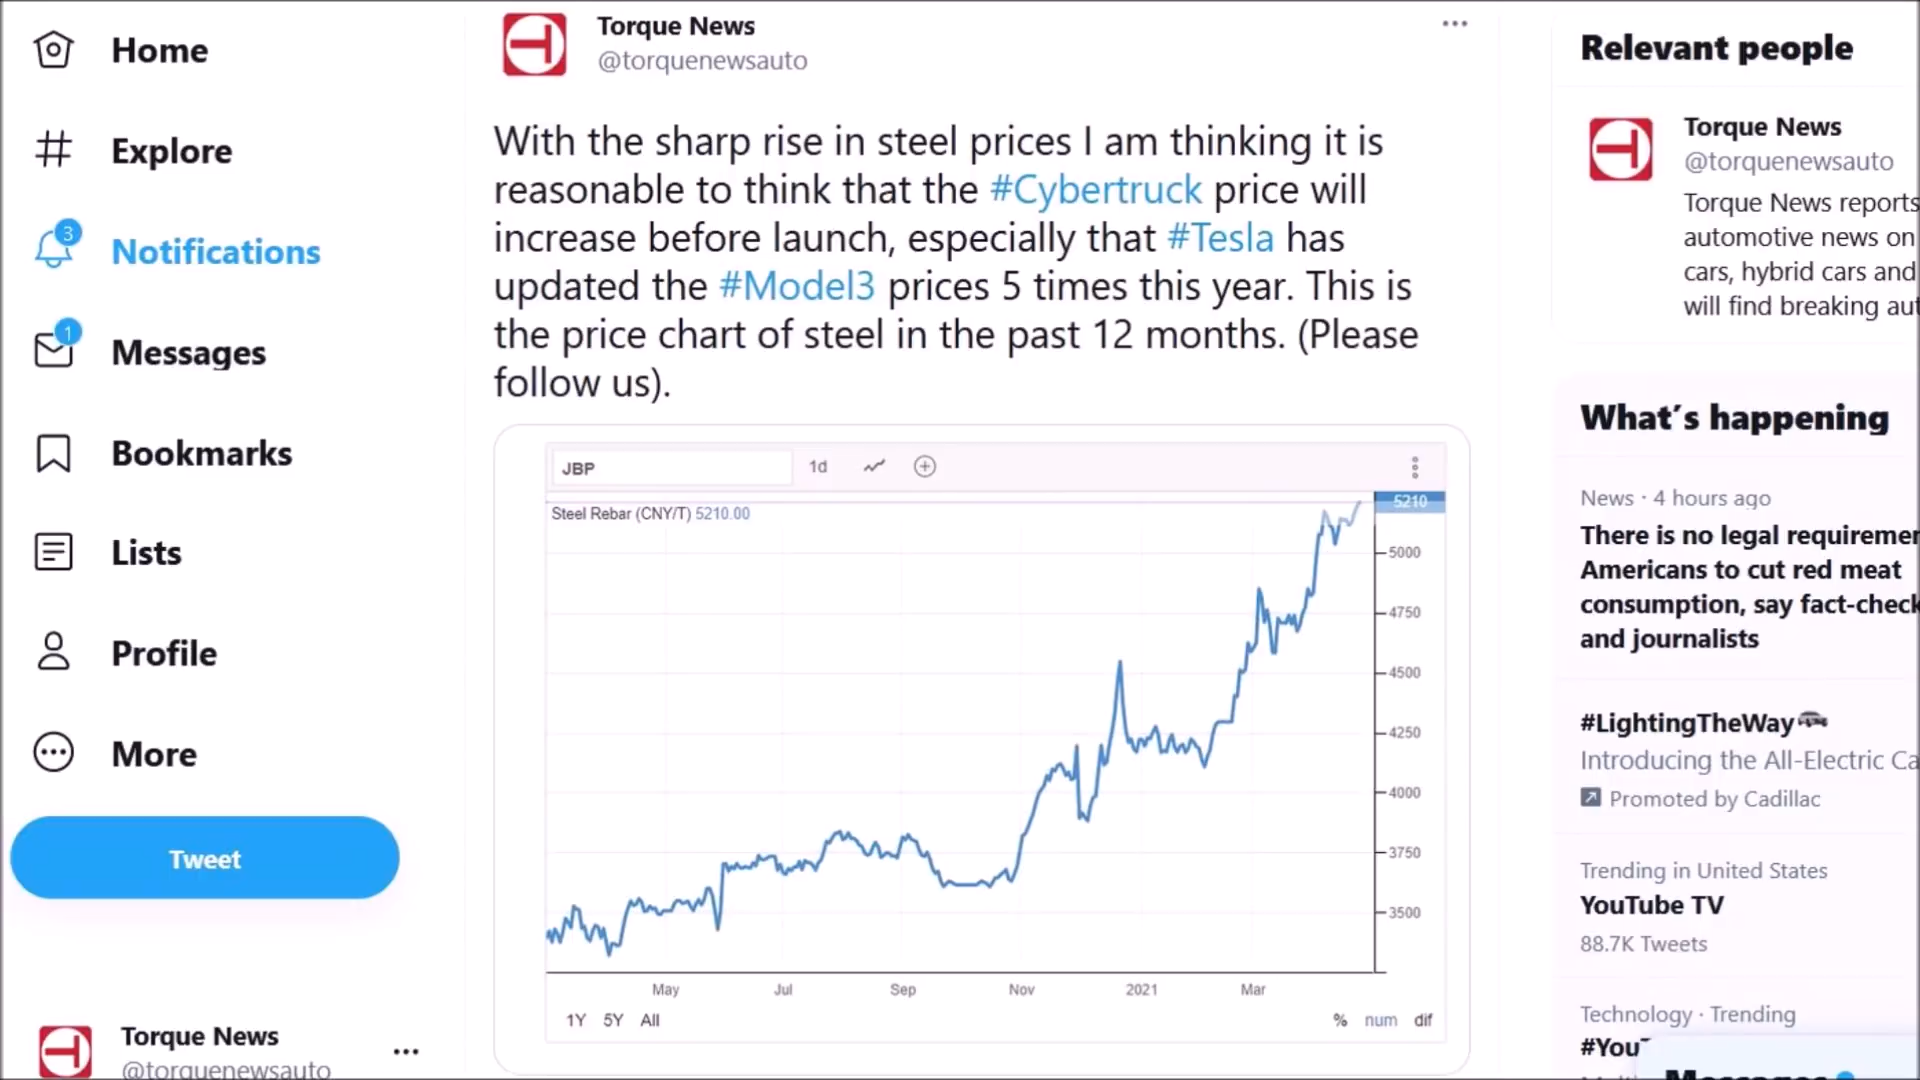 Home
Explore
3
Notifications
1
Messages
Bookmarks
Lists
Profile
More
Tweet
Torque News
@torquenewsauto
Torque News
@torquenewsauto
With the sharp rise in steel prices I am thinking it is
reasonable to think that the #Cybertruck price will
increase before launch, especially that #Tesla has
updated the #Model3 prices 5 times this year. This is
the price chart of steel in the past 12 months. (Please
follow us).
JBP 1d
Steel Rebar (CNY/T) 5210.00
5210
5000
4750
4500
4250
4000
3750
3500
May Jul Sep Nov 2021 Mar
1Y 5Y All % num dif
Relevant people
Torque News
@torquenewsauto
Torque News reports
automotive news on
cars, hybrid cars and
will find breaking aut
What's happening
News · 4 hours ago
There is no legal requiremen
Americans to cut red meat
consumption, say fact-check
and journalists
#LightingTheWay
Introducing the All-Electric Ca
Promoted by Cadillac
Trending in United States
YouTube TV
88.7K Tweets
Technology · Trending
#YouT
Messages